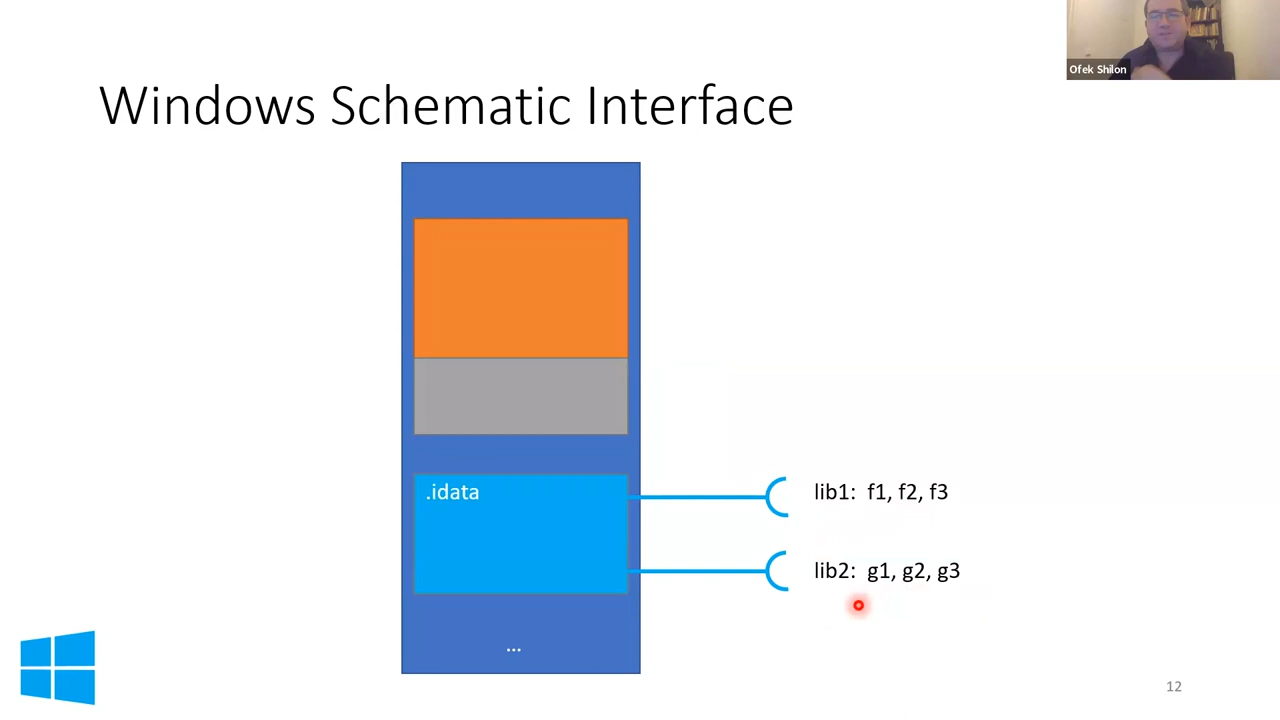 Ofek Shilon
Windows Schematic Interface
.idata
lib1: f1, f2, f3
lib2: g1, g2, g3
...
12